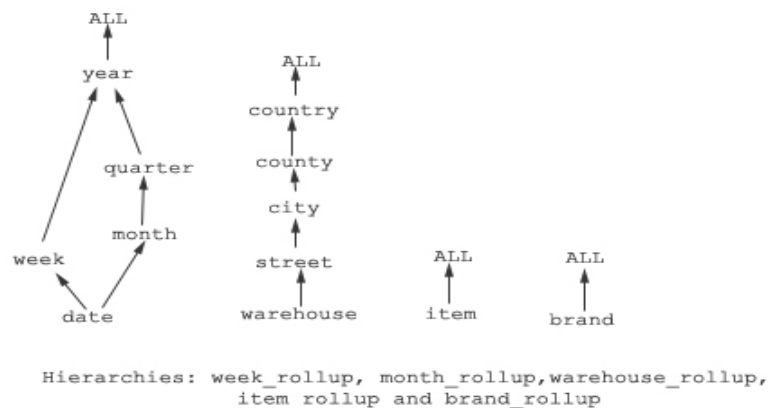 ALL
year
quarter
month
week
date
ALL
country
county
city
street
warehouse
ALL
item
ALL
brand
Hierarchies: week_rollup, month_rollup,warehouse_rollup,
item rollup and brand_rollup